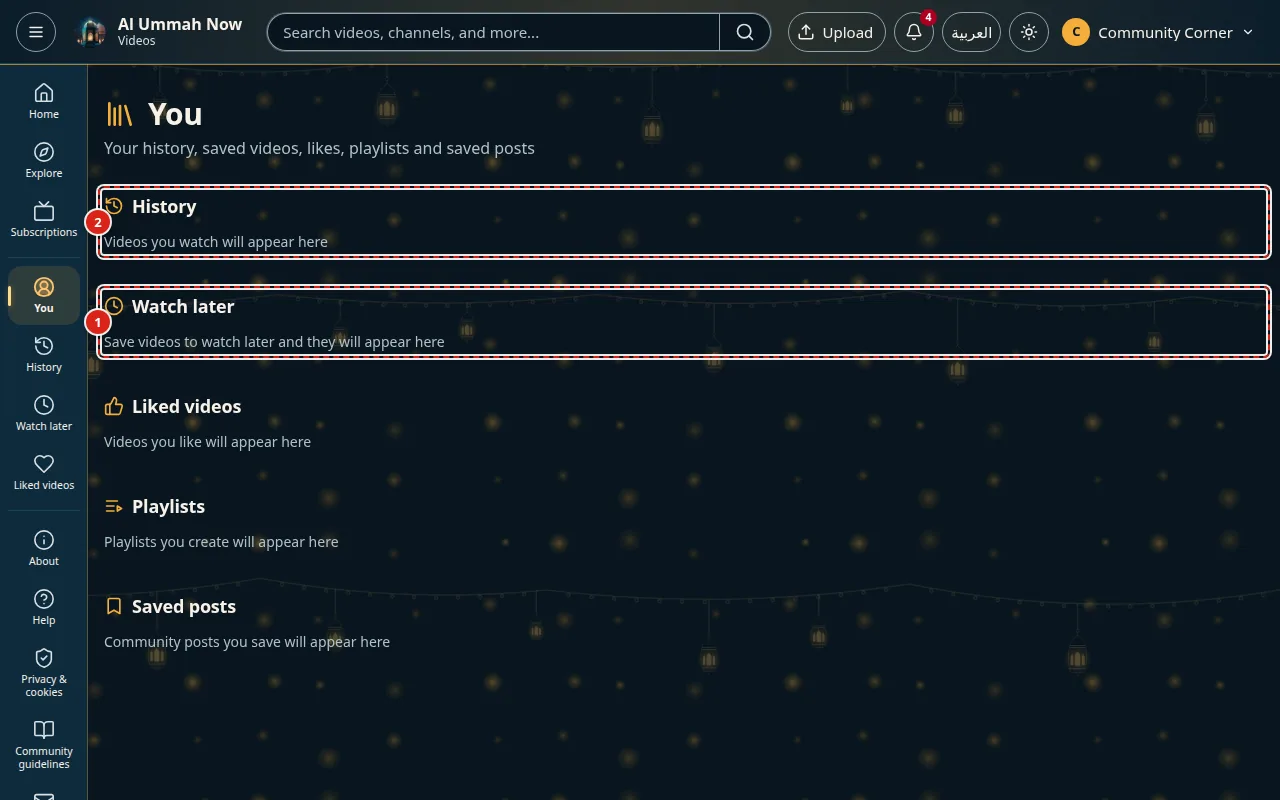 Al Ummah Now
Videos
Search videos, channels, and more...
Upload
4
العربية
C
Community Corner
Home
Explore
Subscriptions
You
History
Watch later
Liked videos
About
Help
Privacy &
cookies
Community
guidelines
You
Your history, saved videos, likes, playlists and saved posts
2
History
Videos you watch will appear here
1
Watch later
Save videos to watch later and they will appear here
Liked videos
Videos you like will appear here
Playlists
Playlists you create will appear here
Saved posts
Community posts you save will appear here